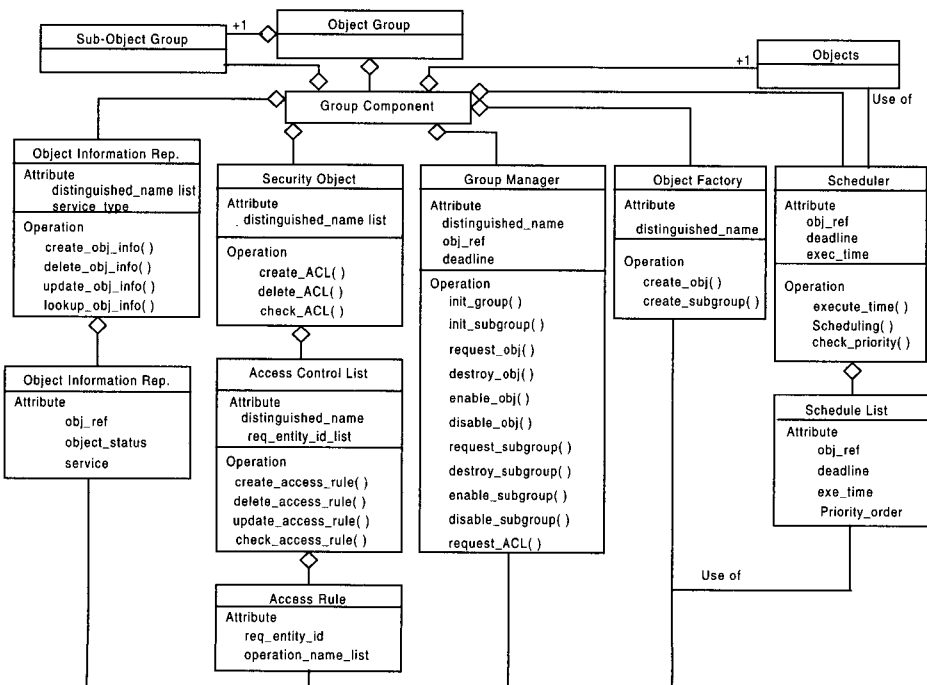 +1
Object Group
Sub-Object Group
+1
Objects
Group Component
Use of
Object Information Rep.
Attribute
distinguished_name list
service_type
Operation
create_obj_info( )
delete_obj_info( )
update_obj_info( )
lookup_obj_info( )
Security Object
Attribute
distinguished_name list
Operation
create_ACL( )
delete_ACL( )
check_ACL( )
Group Manager
Attribute
distinguished_name
obj_ref
deadline
Operation
init_group( )
init_subgroup( )
request_obj( )
destroy_obj( )
enable_obj( )
disable_obj( )
request_subgroup( )
destroy_subgroup( )
enable_subgroup( )
disable_subgroup( )
request_ACL( )
Object Factory
Attribute
distinguished_name
Operation
create_obj( )
create_subgroup( )
Scheduler
Attribute
obj_ref
deadline
exec_time
Operation
execute_time( )
Scheduling( )
check_priority( )
Object Information Rep.
Attribute
obj_ref
object_status
service
Access Control List
Attribute
distinguished_name
req_entity_id_list
Operation
create_access_rule( )
delete_access_rule( )
update_access_rule( )
check_access_rule( )
Schedule List
Attribute
obj_ref
deadline
exe_time
Priority_order
Use of
Access Rule
Attribute
req_entity_id
operation_name_list